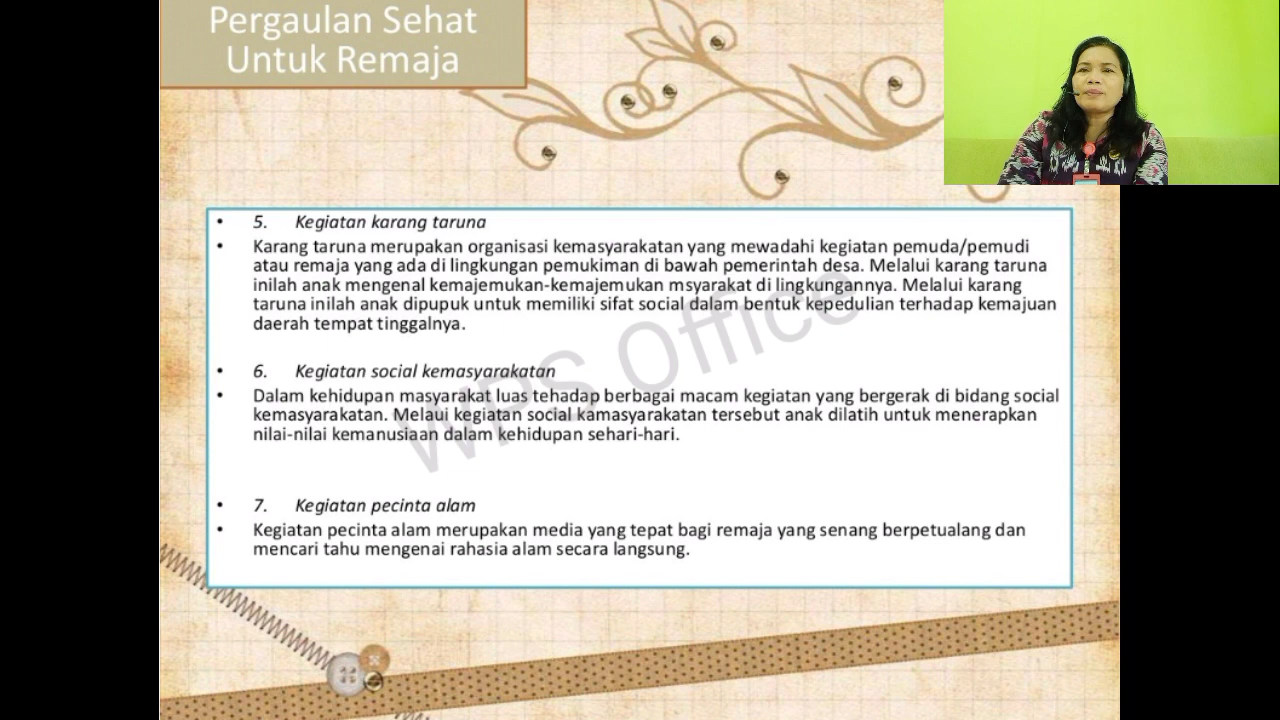 Pergaulan Sehat
Untuk Remaja
• 5. Kegiatan karang taruna
• Karang taruna merupakan organisasi kemasyarakatan yang mewadahi kegiatan pemuda/pemudi
atau remaja yang ada di lingkungan pemukiman di bawah pemerintah desa. Melalui karang taruna
inilah anak mengenal kemajemukan-kemajemukan msyarakat di lingkungannya. Melalui karang
taruna inilah anak dipupuk untuk memiliki sifat social dalam bentuk kepedulian terhadap kemajuan
daerah tempat tinggalnya.
• 6. Kegiatan social kemasyarakatan
• Dalam kehidupan masyarakat luas tehadap berbagai macam kegiatan yang bergerak di bidang social
kemasyarakatan. Melaui kegiatan social kamasyarakatan tersebut anak dilatih untuk menerapkan
nilai-nilai kemanusiaan dalam kehidupan sehari-hari.
• 7. Kegiatan pecinta alam
• Kegiatan pecinta alam merupakan media yang tepat bagi remaja yang senang berpetualang dan
mencari tahu mengenai rahasia alam secara langsung.
WPS Office